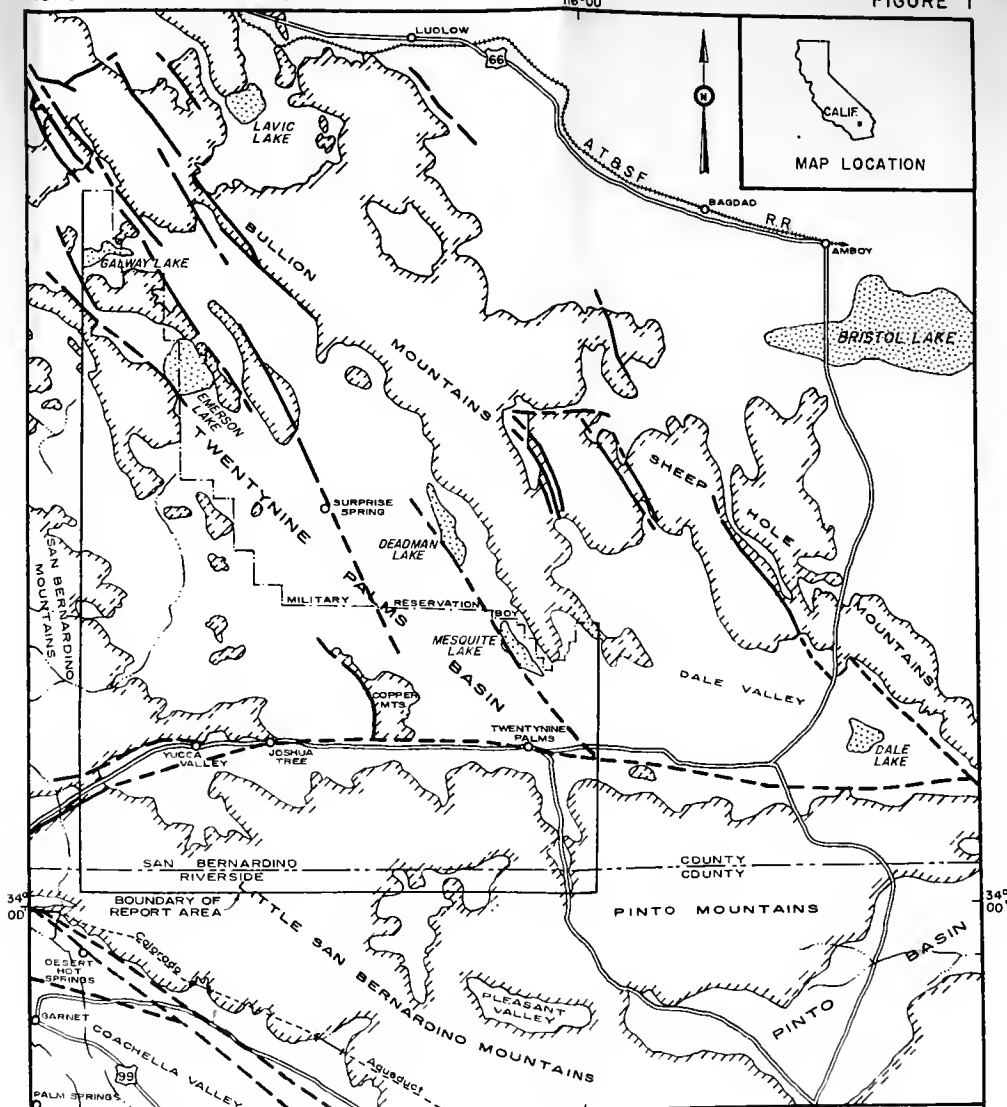 116°00'
FIGURE 1
LUDLOW
66
N
CALIF.
MAP LOCATION
LAVIC
LAKE
A.T.&S.F.
R.R.
BAGDAD
AMBOY
BULLION
MOUNTAINS
GALWAY LAKE
BRISTOL LAKE
EMERSON
LAKE
TWENTYNINE
PALMS
BASIN
SURPRISE
SPRING
DEADMAN
LAKE
SHEEP
HOLE
MOUNTAINS
SAN BERNARDINO
MOUNTAINS
MILITARY RESERVATION BDY
MESQUITE
LAKE
DALE VALLEY
COPPER
MTS.
TWENTYNINE
PALMS
YUCCA
VALLEY
JOSHUA
TREE
DALE
LAKE
SAN BERNARDINO COUNTY
RIVERSIDE COUNTY
BOUNDARY OF
REPORT AREA
34°
00'
34°
00'
LITTLE SAN BERNARDINO MOUNTAINS
PINTO MOUNTAINS
PINTO BASIN
Colorado
Aqueduct
DESERT
HOT
SPRINGS
PLEASANT
VALLEY
GARNET
COACHELLA VALLEY
99
PALM SPRINGS